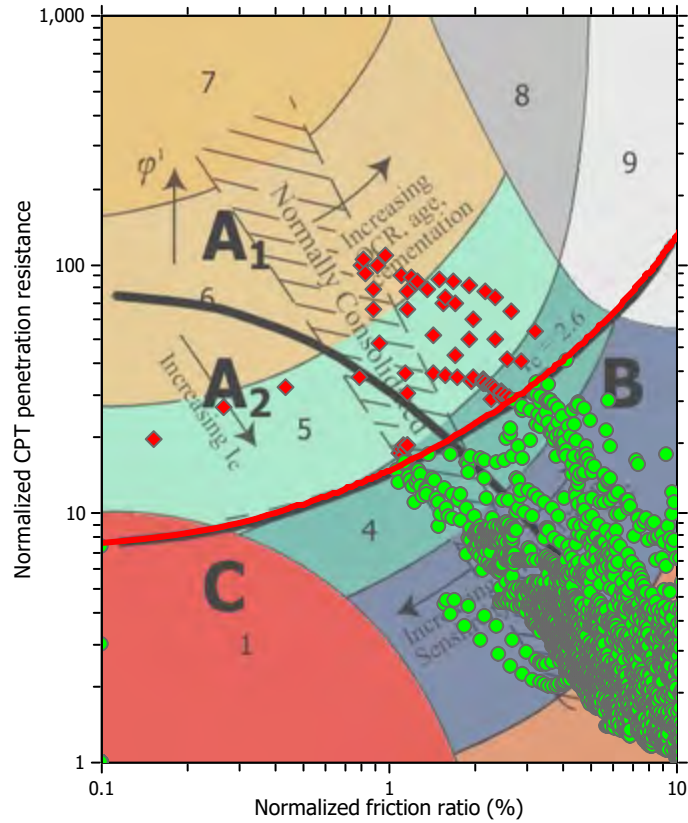 1,000
7
8
9
φ'
Increasing
OCR, age,
cementation
Normally Consolidated
A1
100
6
Ic = 2.6
A2
Increasing Ic
B
5
10
4
C
Increasing
1
1
0.1
1
10
Normalized friction ratio (%)
Normalized CPT penetration resistance